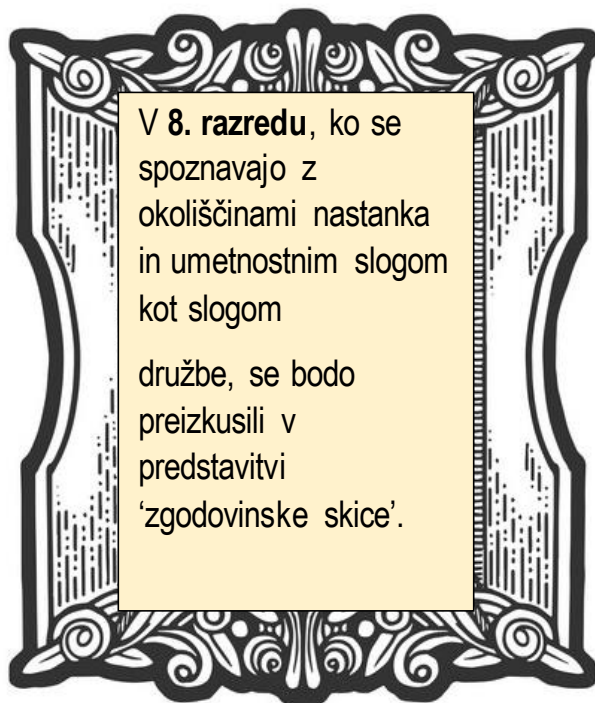 V 8. razredu, ko se
spoznavajo z
okoliščinami nastanka
in umetnostnim slogom
kot slogom
družbe, se bodo
preizkusili v
predstavitvi
‘zgodovinske skice’.